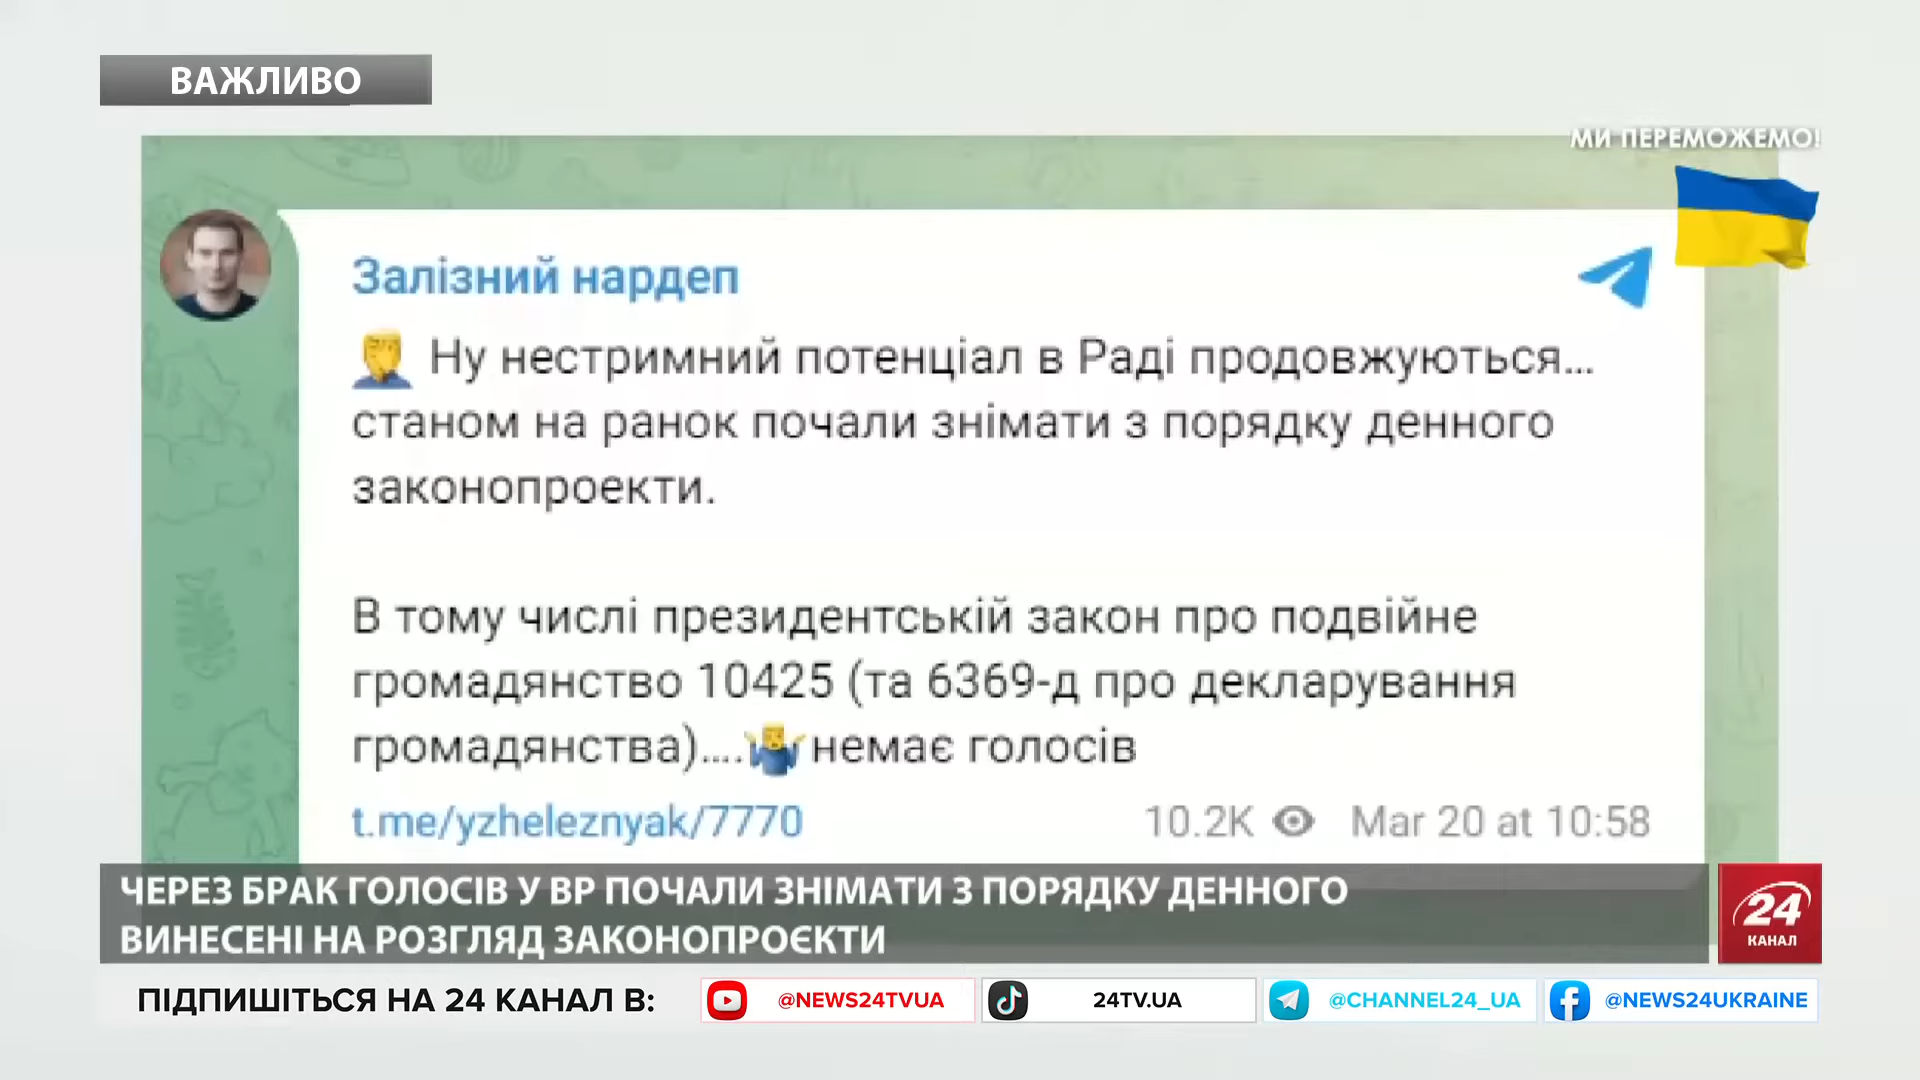 ВАЖЛИВО
МИ ПЕРЕМОЖЕМО!
Залізний нардеп
Ну нестримний потенціал в Раді продовжуються...
станом на ранок почали знімати з порядку денного
законопроекти.
В тому числі президентській закон про подвійне
громадянство 10425 (та 6369-д про декларування
громадянства)....🤷‍♂️немає голосів
t.me/yzheleznyak/7770 10.2K Mar 20 at 10:58
ЧЕРЕЗ БРАК ГОЛОСІВ У ВР ПОЧАЛИ ЗНІМАТИ З ПОРЯДКУ ДЕННОГО
ВИНЕСЕНІ НА РОЗГЛЯД ЗАКОНОПРОЄКТИ
24
КАНАЛ
ПІДПИШІТЬСЯ НА 24 КАНАЛ В: @NEWS24TVUA 24TV.UA @CHANNEL24_UA @NEWS24UKRAINE